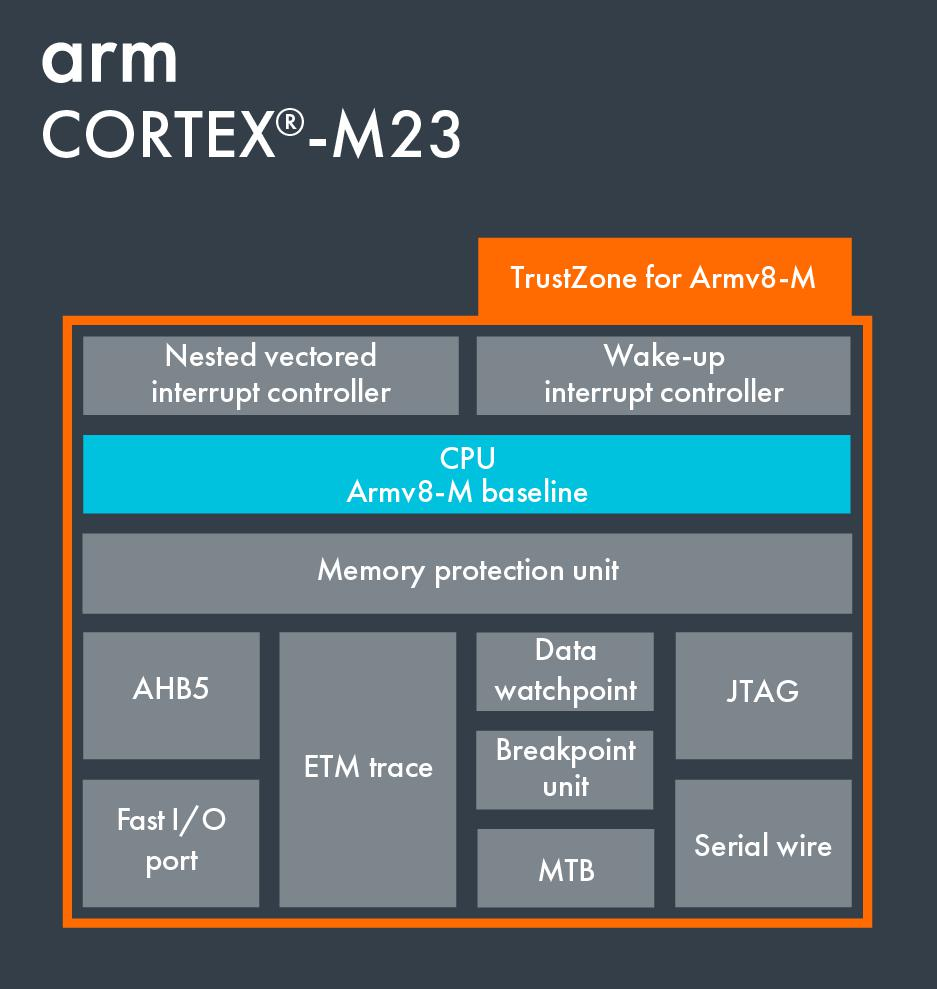 arm
CORTEX®-M23
TrustZone for Armv8-M
Nested vectored
interrupt controller
Wake-up
interrupt controller
CPU
Armv8-M baseline
Memory protection unit
AHB5
Fast I/O
port
ETM trace
Data
watchpoint
Breakpoint
unit
MTB
JTAG
Serial wire